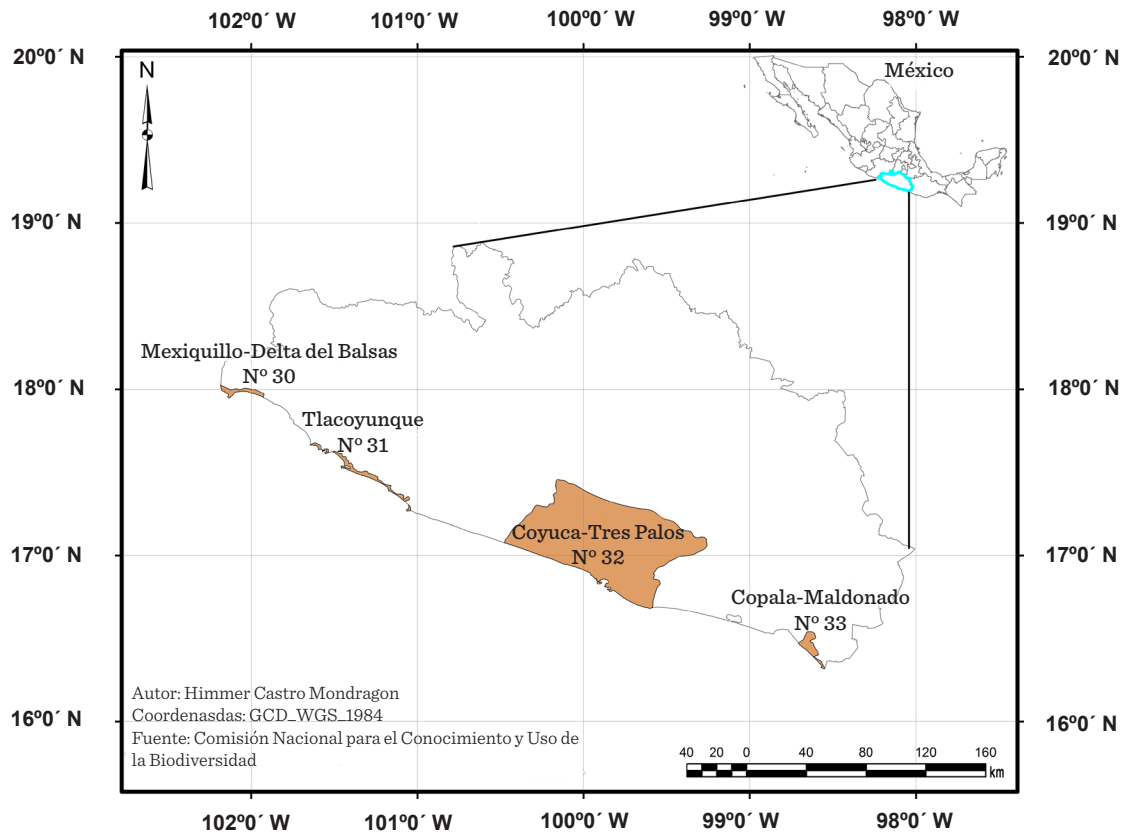 102º0´ W 101º0´ W 100º0´ W 99º0´ W 98º0´ W
20º0´ N 20º0´ N
N
México
19º0´ N 19º0´ N
Mexiquillo-Delta del Balsas
Nº 30
18º0´ N 18º0´ N
Tlacoyunque
Nº 31
Coyuca-Tres Palos
Nº 32
17º0´ N 17º0´ N
Copala-Maldonado
Nº 33
Autor: Himmer Castro Mondragon
Coordenasdas: GCD_WGS_1984
Fuente: Comisión Nacional para el Conocimiento y Uso de
la Biodiversidad
16º0´ N 16º0´ N
40 20 0 40 80 120 160
km
102º0´ W 101º0´ W 100º0´ W 99º0´ W 98º0´ W